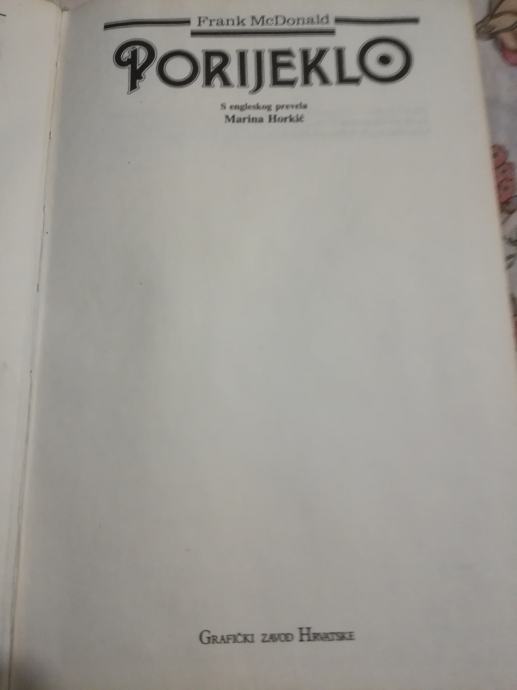 Frank McDonald
PORIJEKLO
S engleskog prevela
Marina Horkić
GRAFIČKI ZAVOD HRVATSKE